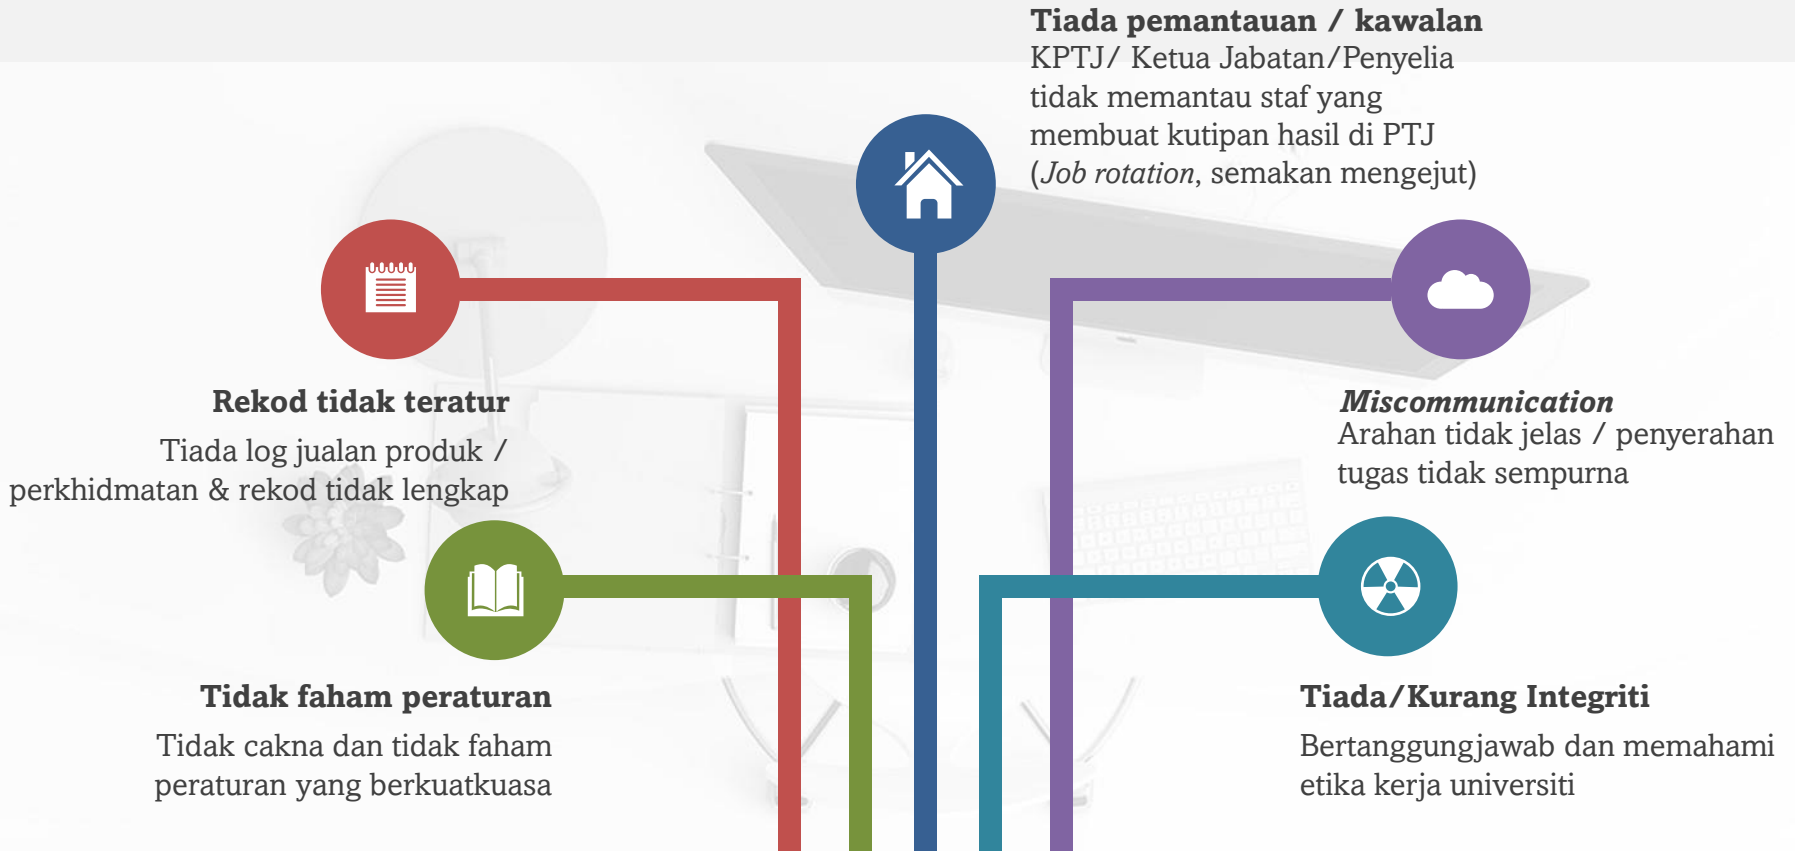 Tiada pemantauan / kawalan
KPTJ/ Ketua Jabatan/Penyelia
tidak memantau staf yang
membuat kutipan hasil di PTJ
(Job rotation, semakan mengejut)
Rekod tidak teratur
Tiada log jualan produk /
perkhidmatan & rekod tidak lengkap
Miscommunication
Arahan tidak jelas / penyerahan
tugas tidak sempurna
Tidak faham peraturan
Tidak cakna dan tidak faham
peraturan yang berkuatkuasa
Tiada/Kurang Integriti
Bertanggungjawab dan memahami
etika kerja universiti